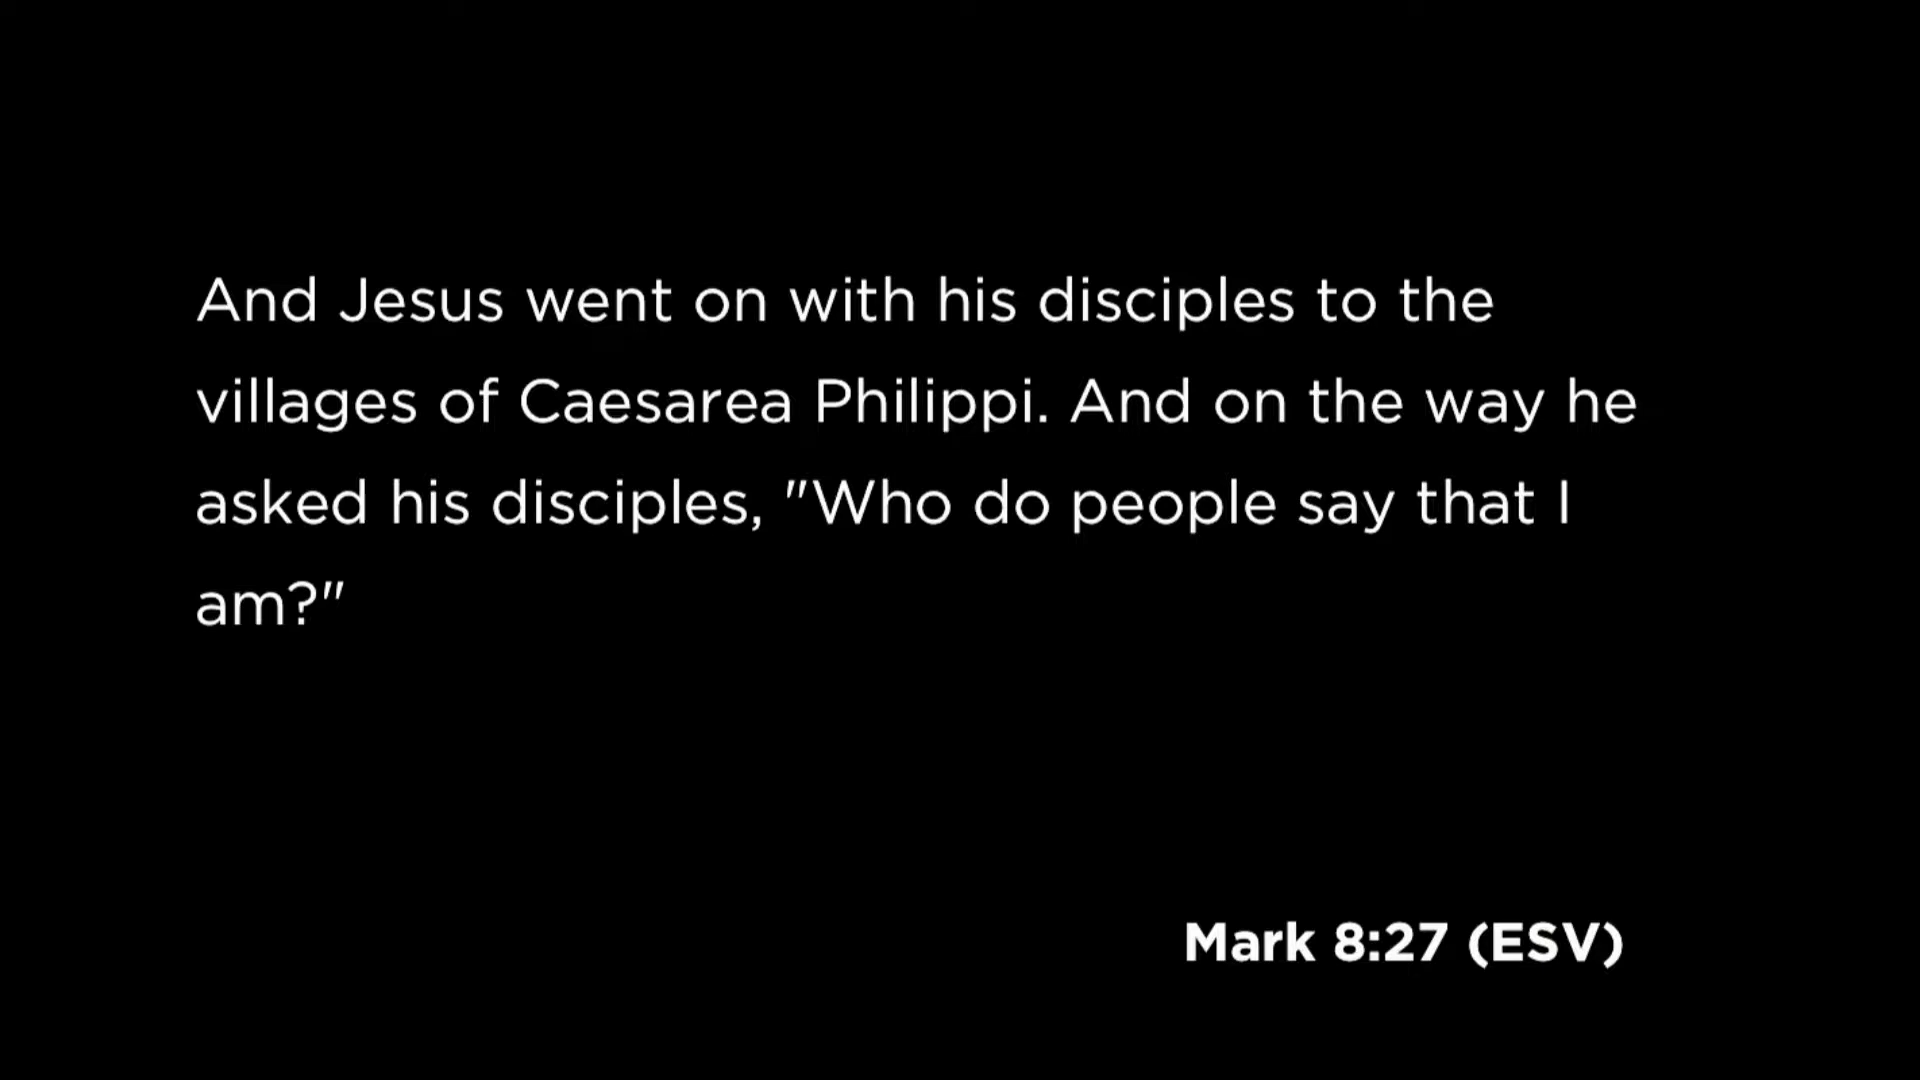 And Jesus went on with his disciples to the
villages of Caesarea Philippi. And on the way he
asked his disciples, "Who do people say that I
am?"
Mark 8:27 (ESV)